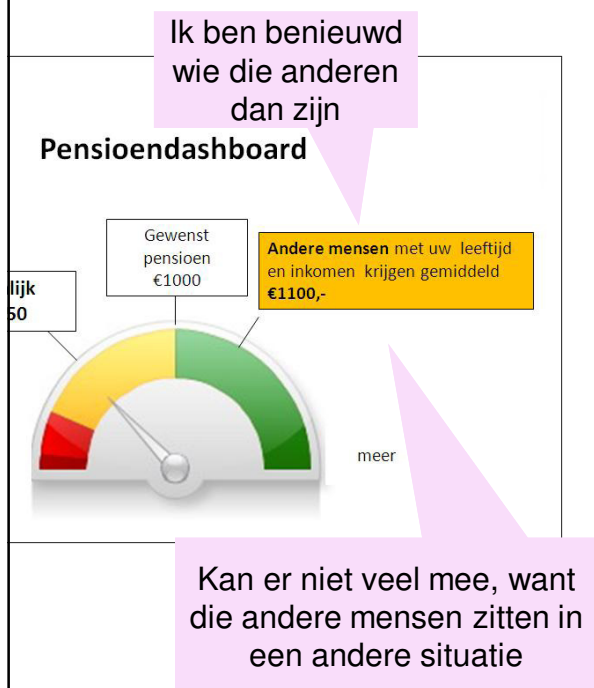 Ik ben benieuwd
wie die anderen
dan zijn
Pensioendashboard
Gewenst
pensioen
€1000
Andere mensen met uw leeftijd
en inkomen krijgen gemiddeld
€1100,-
meer
Kan er niet veel mee, want
die andere mensen zitten in
een andere situatie